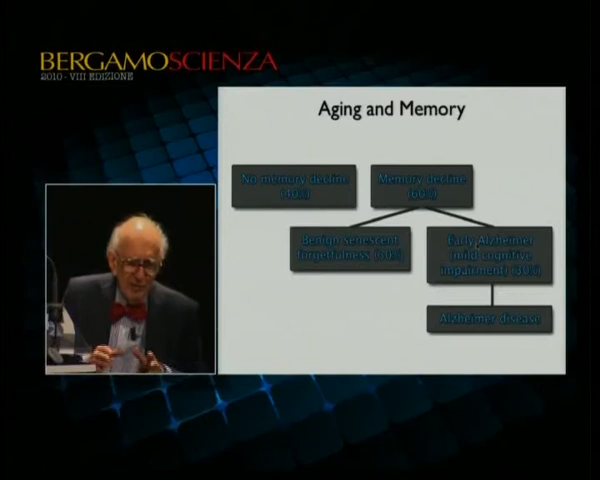 BERGAMOSCIENZA
2010 - VIII EDIZIONE
Aging and Memory
No memory decline
(40%)
Memory decline
(60%)
Benign senescent
forgetfulness
Early Alzheimer
(mild cognitive
impairment) (30%)
Alzheimer disease